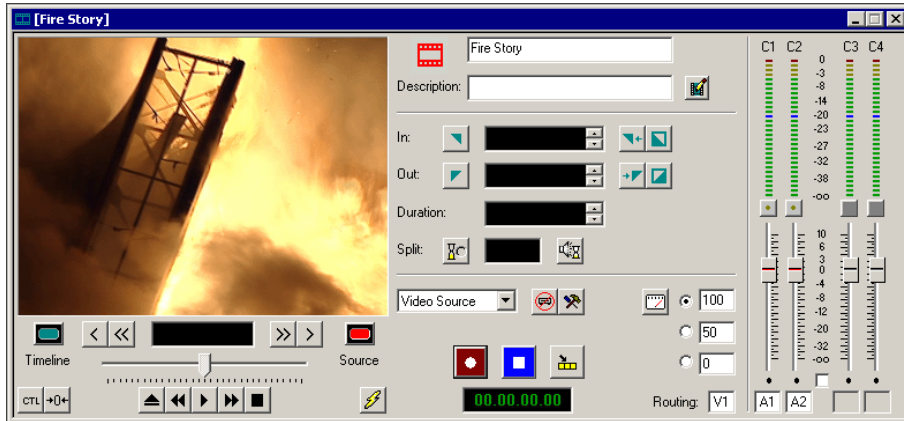 [Fire Story]
Fire Story
Description:
In:
Out:
Duration:
Split:
Video Source
100
50
0
Timeline
Source
CTL →0←
00.00.00.00
Routing: V1
C1 C2 C3 C4
0
-3
-8
-14
-20
-23
-27
-32
-38
-oo
10
6
3
0
-4
-8
-12
-20
-32
-oo
A1 A2